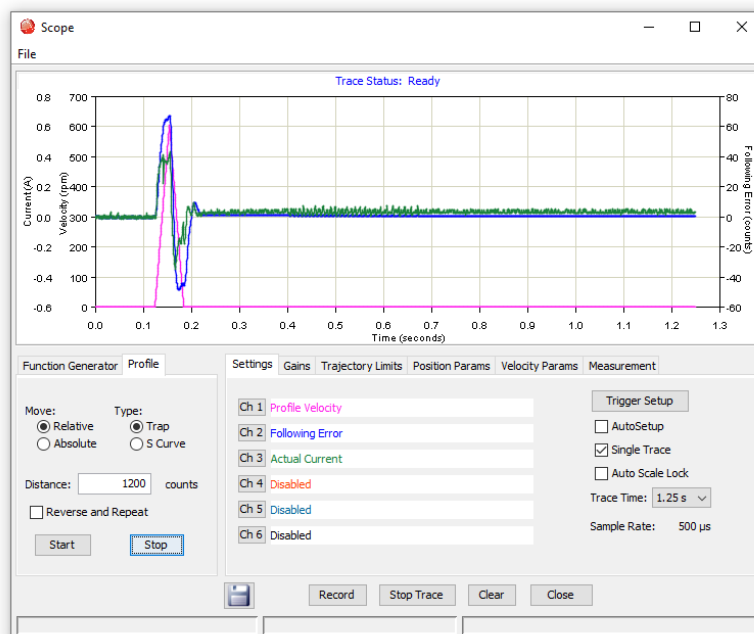 Scope
File
Trace Status: Ready
0.8 700 80
0.6 600 60
0.4 500 40
0.2 400 20
0.0 300 0
-0.2 200 -20
-0.4 100 -40
-0.6 0 -60
Current(A)
Velocity (rpm)
Following Error (counts)
0.0 0.1 0.2 0.3 0.4 0.5 0.6 0.7 0.8 0.9 1.0 1.1 1.2 1.3
Time (seconds)
Function Generator Profile
Move: Type:
Relative Trap
Absolute S Curve
Distance: 1200 counts
Reverse and Repeat
Start Stop
Settings Gains Trajectory Limits Position Params Velocity Params Measurement
Ch 1 Profile Velocity
Ch 2 Following Error
Ch 3 Actual Current
Ch 4 Disabled
Ch 5 Disabled
Ch 6 Disabled
Trigger Setup
AutoSetup
Single Trace
Auto Scale Lock
Trace Time: 1.25 s
Sample Rate: 500 µs
Record Stop Trace Clear Close